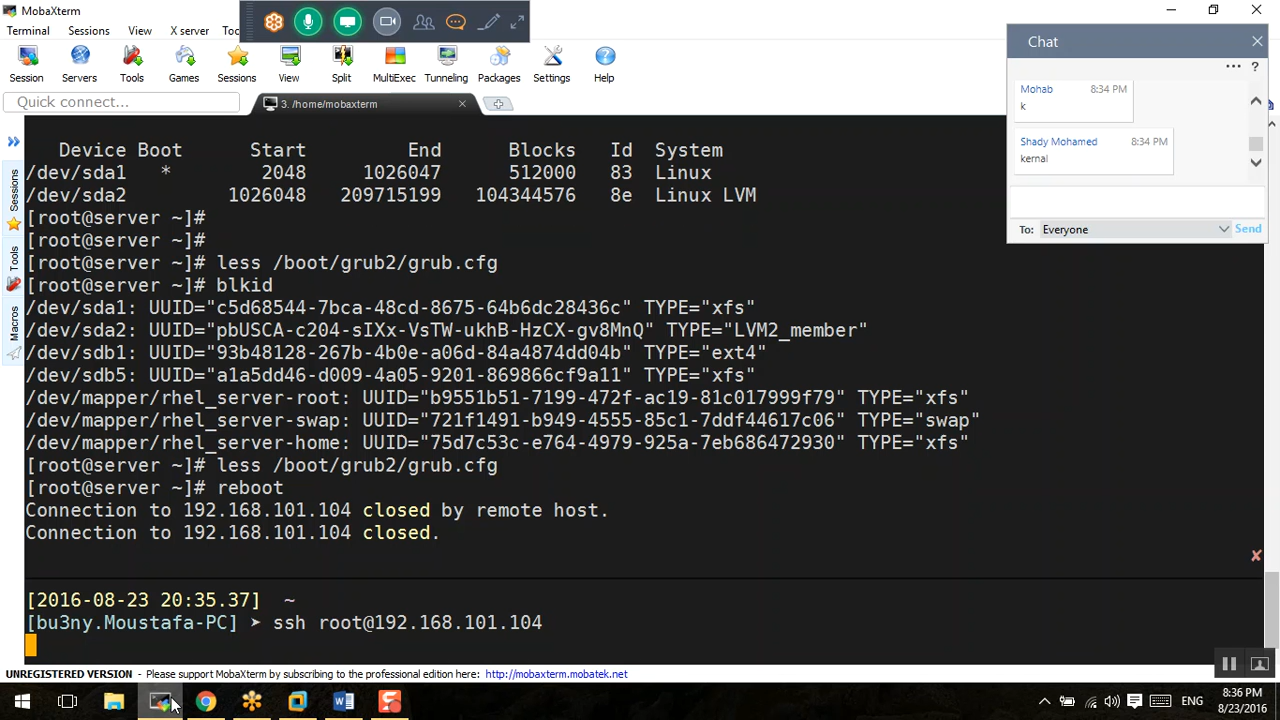 MobaXterm
Terminal Sessions View X server
Session Servers Tools Games Sessions View Split MultiExec Tunneling Packages Settings Help
Quick connect...
3. /home/mobaxterm
Sessions
Tools
Macros
Device Boot Start End Blocks Id System
/dev/sda1 * 2048 1026047 512000 83 Linux
/dev/sda2 1026048 209715199 104344576 8e Linux LVM
[root@server ~]#
[root@server ~]#
[root@server ~]# less /boot/grub2/grub.cfg
[root@server ~]# blkid
/dev/sda1: UUID="c5d68544-7bca-48cd-8675-64b6dc28436c" TYPE="xfs"
/dev/sda2: UUID="pbUSCA-c204-sIXx-VsTW-ukhB-HzCX-gv8MnQ" TYPE="LVM2_member"
/dev/sdb1: UUID="93b48128-267b-4b0e-a06d-84a4874dd04b" TYPE="ext4"
/dev/sdb5: UUID="a1a5dd46-d009-4a05-9201-869866cf9a11" TYPE="xfs"
/dev/mapper/rhel_server-root: UUID="b9551b51-7199-472f-ac19-81c017999f79" TYPE="xfs"
/dev/mapper/rhel_server-swap: UUID="721f1491-b949-4555-85c1-7ddf44617c06" TYPE="swap"
/dev/mapper/rhel_server-home: UUID="75d7c53c-e764-4979-925a-7eb686472930" TYPE="xfs"
[root@server ~]# less /boot/grub2/grub.cfg
[root@server ~]# reboot
Connection to 192.168.101.104 closed by remote host.
Connection to 192.168.101.104 closed.
[2016-08-23 20:35.37] ~
[bu3ny.Moustafa-PC] ➤ ssh root@192.168.101.104
Chat
Mohab 8:34 PM
k
Shady Mohamed 8:34 PM
kernal
To: Everyone Send
UNREGISTERED VERSION - Please support MobaXterm by subscribing to the professional edition here: http://mobaxterm.mobatek.net
ENG
8:36 PM
8/23/2016